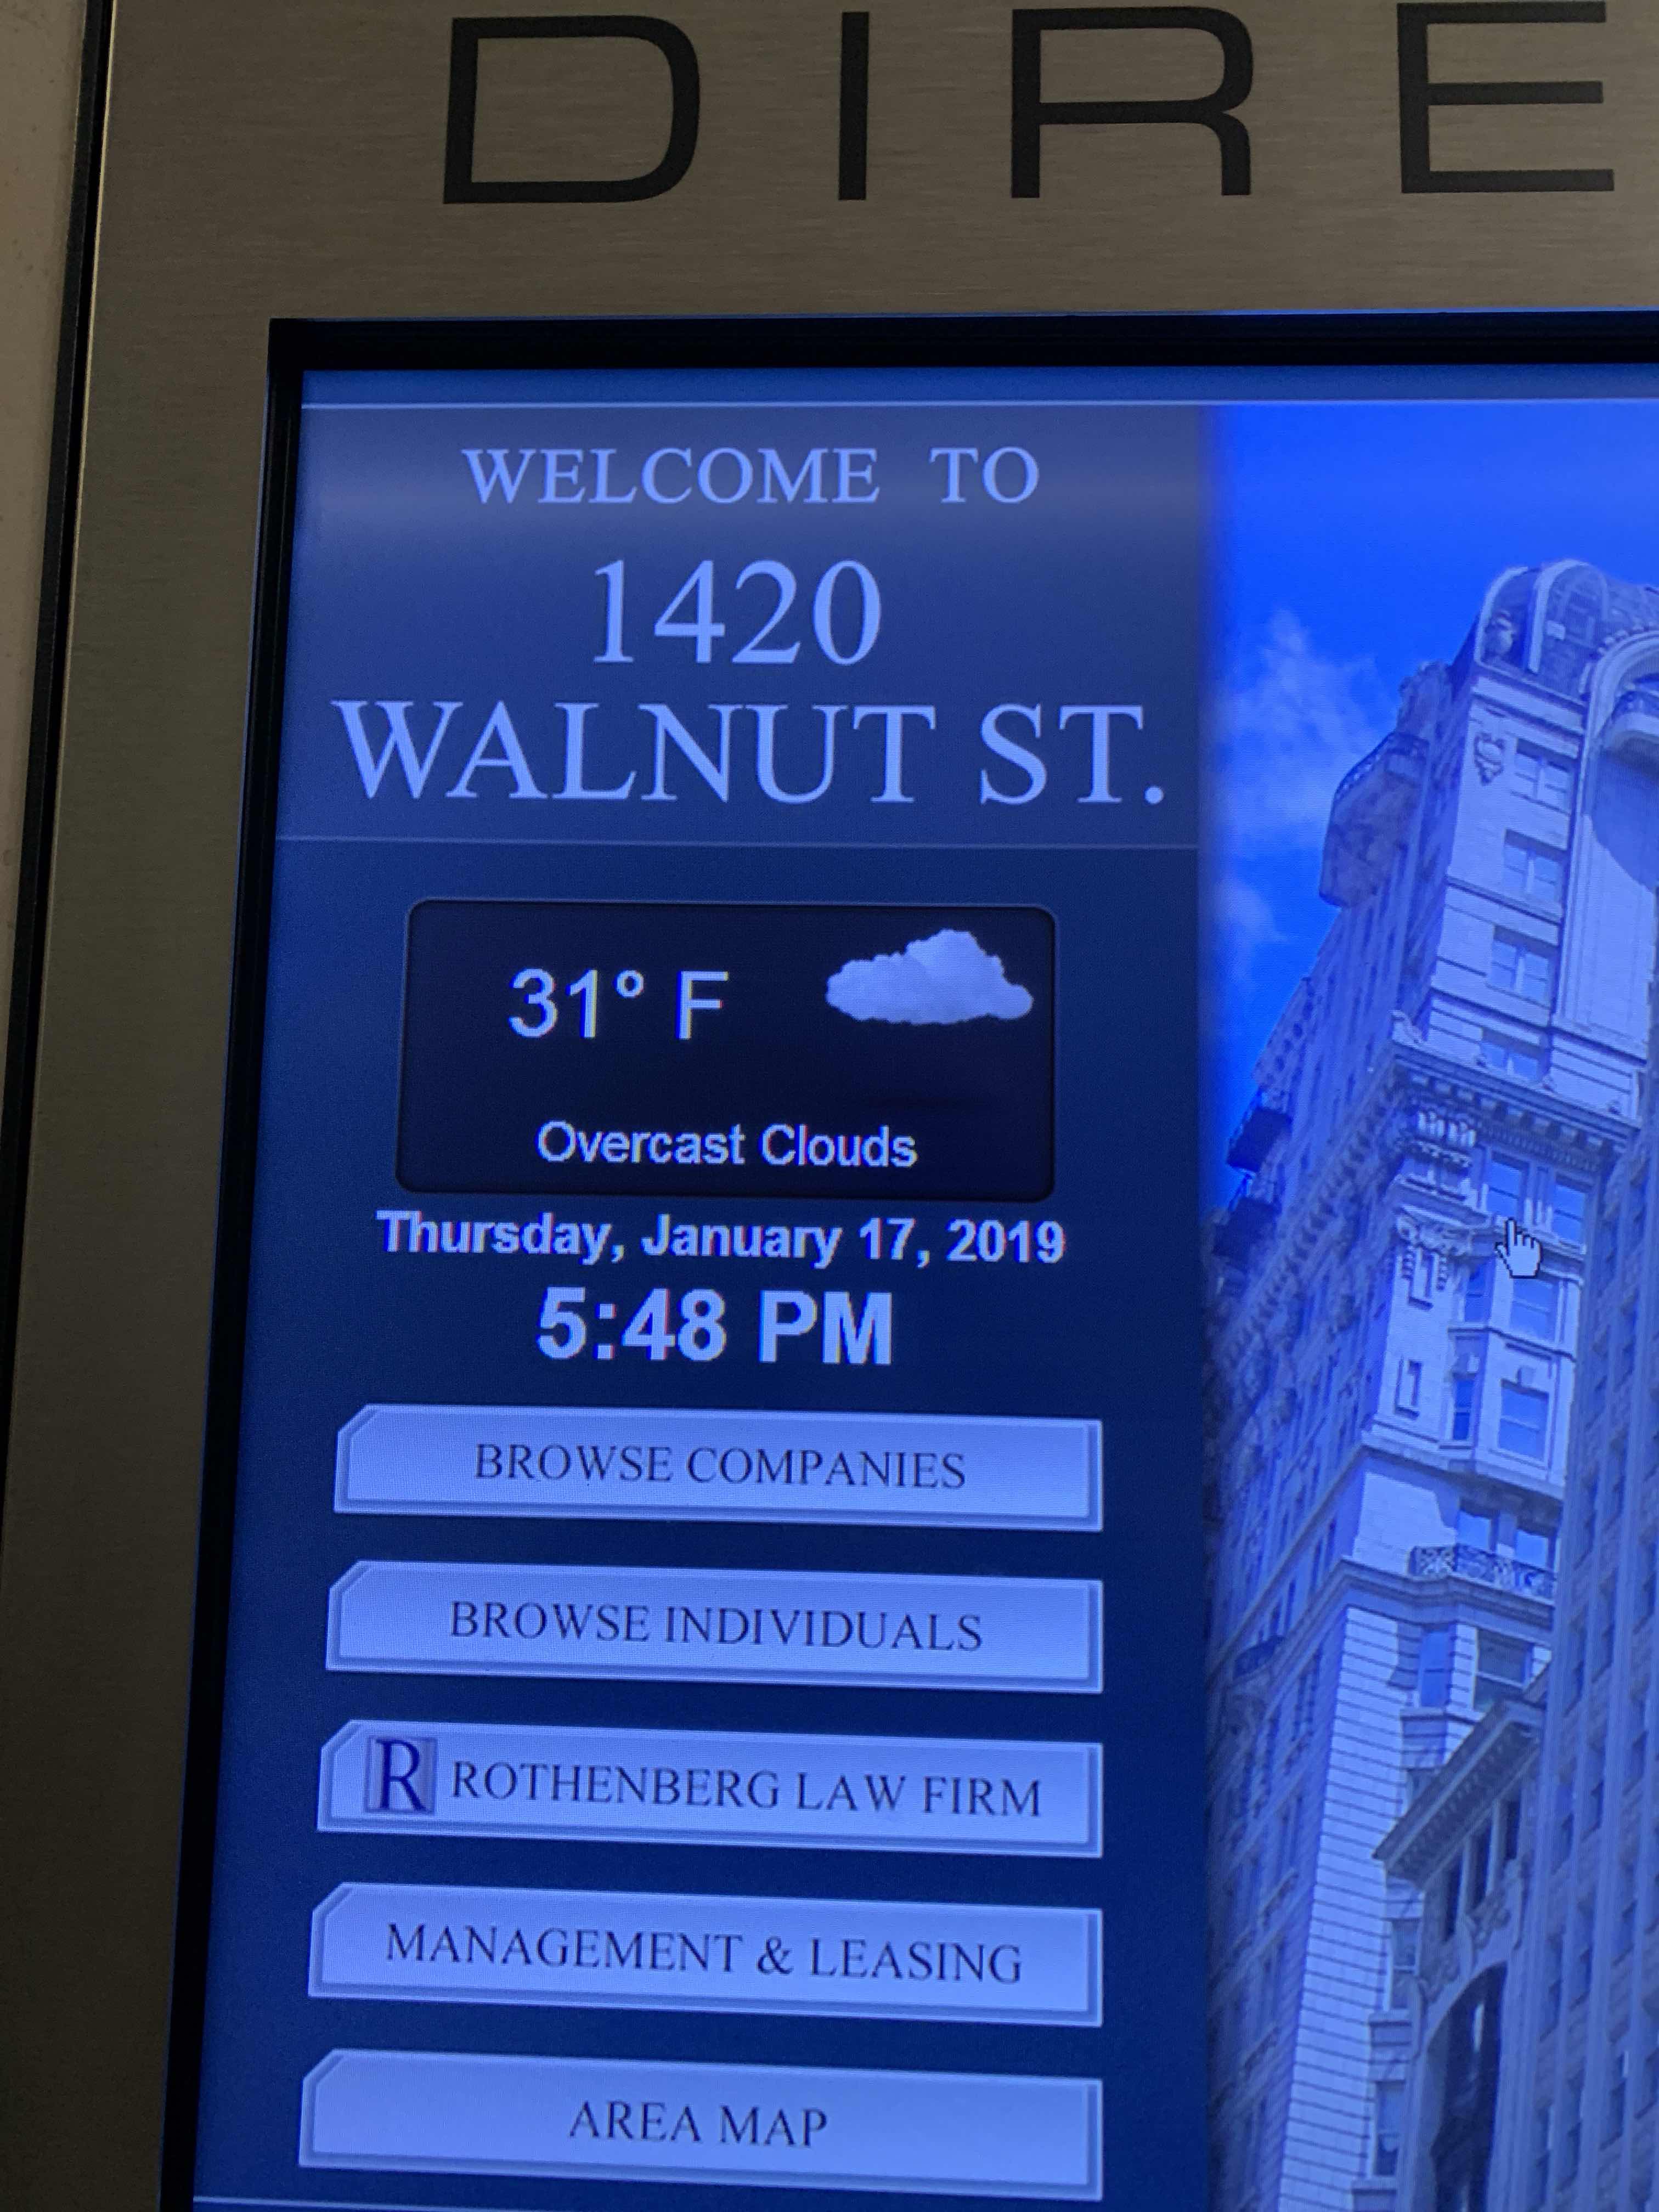 DIRE
WELCOME TO
1420
WALNUT ST.
31° F
Overcast Clouds
Thursday, January 17, 2019
5:48 PM
BROWSE COMPANIES
BROWSE INDIVIDUALS
R ROTHENBERG LAW FIRM
MANAGEMENT & LEASING
AREA MAP